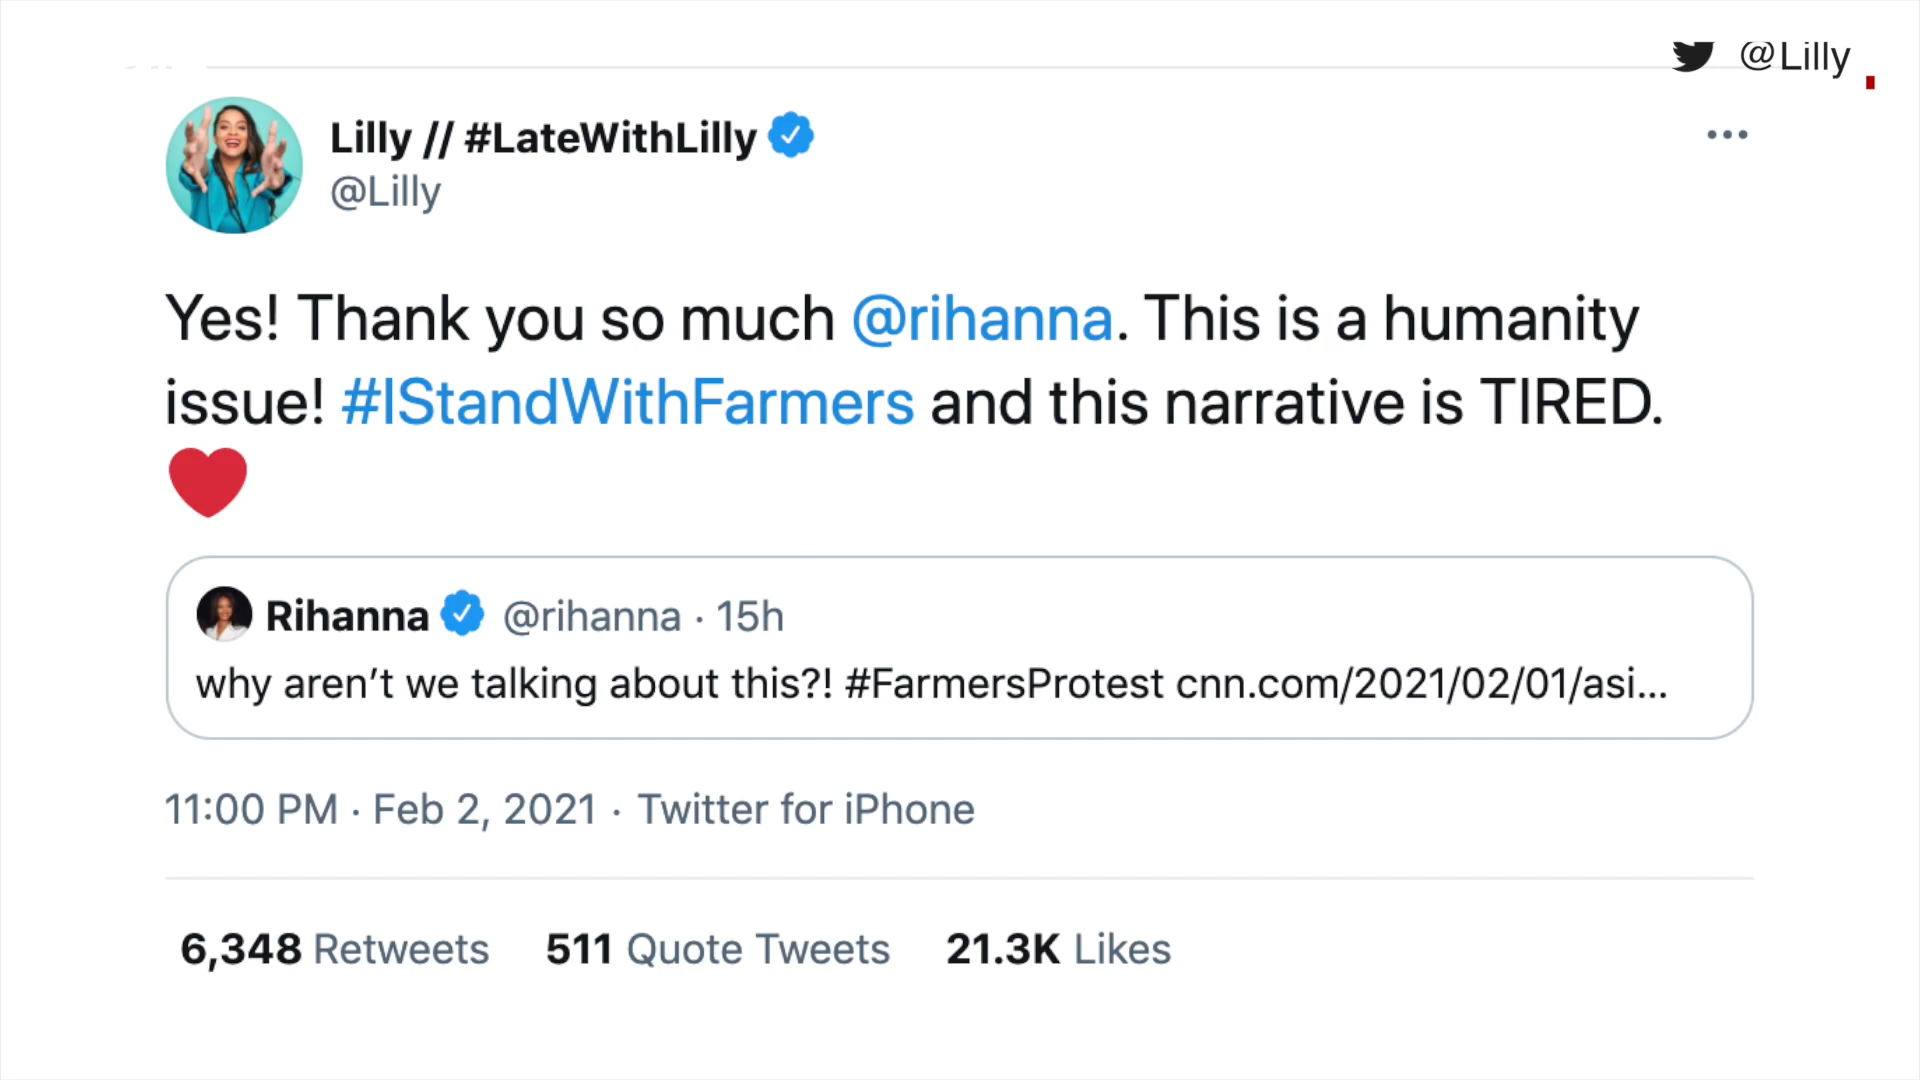 @Lilly
Lilly // #LateWithLilly
@Lilly
Yes! Thank you so much @rihanna. This is a humanity
issue! #IStandWithFarmers and this narrative is TIRED.
Rihanna @rihanna · 15h
why aren’t we talking about this?! #FarmersProtest cnn.com/2021/02/01/asi...
11:00 PM · Feb 2, 2021 · Twitter for iPhone
6,348 Retweets 511 Quote Tweets 21.3K Likes